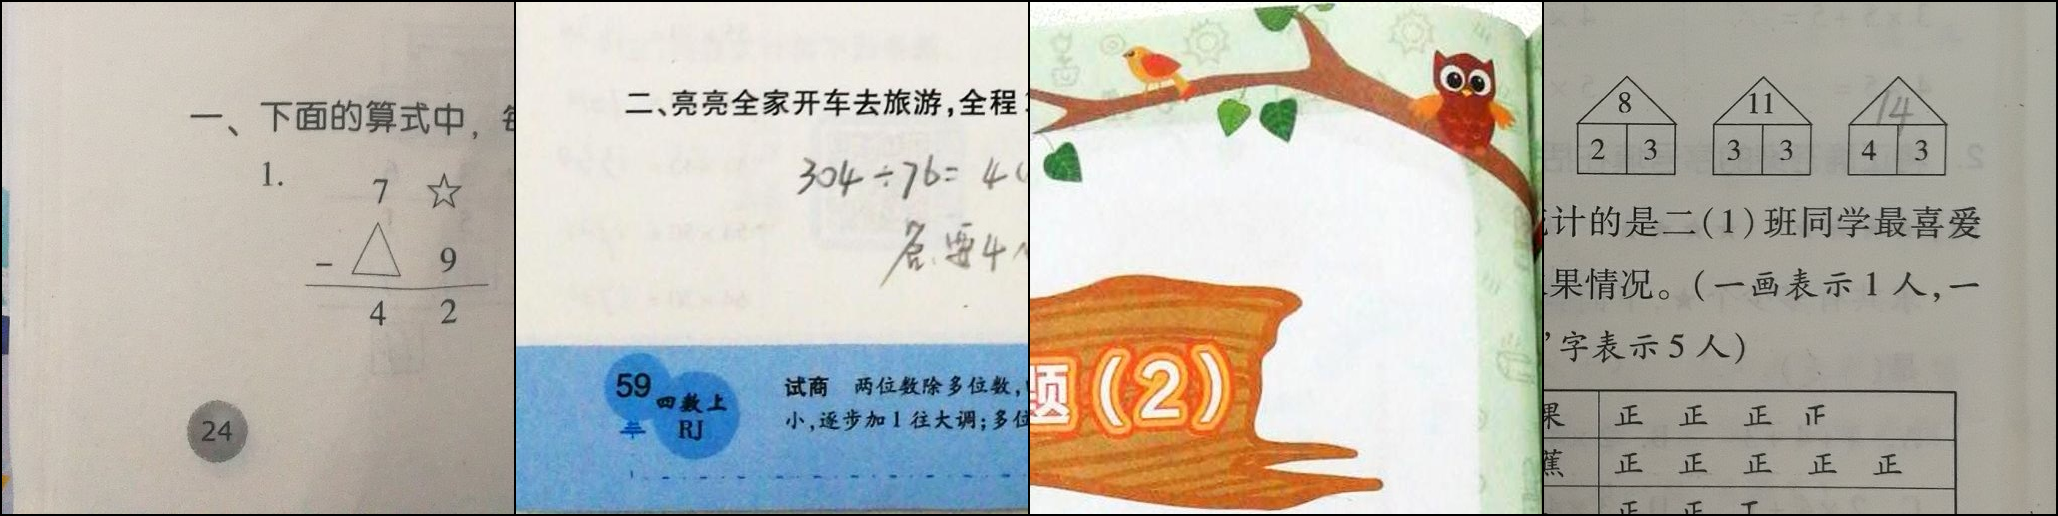 一、下面的算式中,
1.
7 ☆
- △ 9
4 2
24
二、亮亮全家开车去旅游,全程
304÷76= 4
答:要4
59
四数上
RJ
试商 两位数除多位数,
小,逐步加1往大调;多位
题(2)
8
2 3
11
3 3
14
4 3
计的是二(1)班同学最喜爱
果情况。(一画表示1人,一
字表示5人)
果 正 正 正
蕉 正 正 正 正 正
正 正